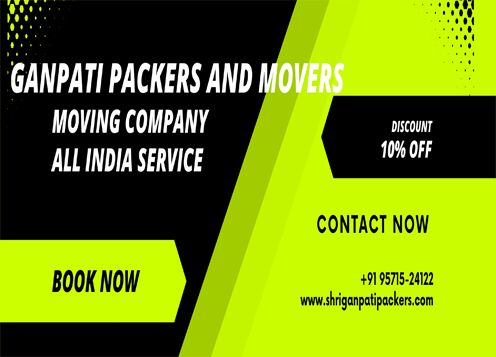 GANPATI PACKERS AND MOVERS
MOVING COMPANY
ALL INDIA SERVICE
DISCOUNT
10% OFF
CONTACT NOW
BOOK NOW
+91 95715-24122
www.shriganpatipackers.com